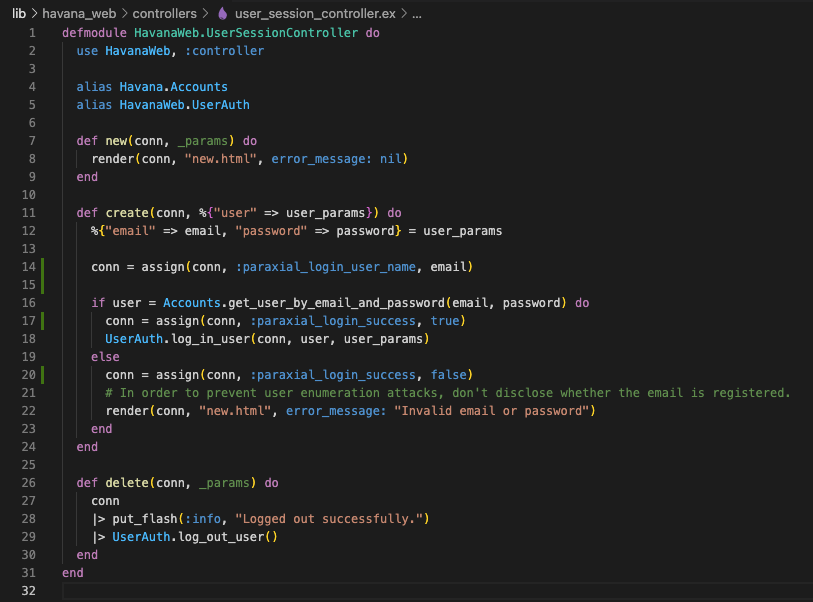 lib > havana_web > controllers > user_session_controller.ex > ...
1 defmodule HavanaWeb.UserSessionController do
2   use HavanaWeb, :controller
3
4   alias Havana.Accounts
5   alias HavanaWeb.UserAuth
6
7   def new(conn, _params) do
8     render(conn, "new.html", error_message: nil)
9   end
10
11   def create(conn, %{"user" => user_params}) do
12     %{"email" => email, "password" => password} = user_params
13
14     conn = assign(conn, :paraxial_login_user_name, email)
15
16     if user = Accounts.get_user_by_email_and_password(email, password) do
17       conn = assign(conn, :paraxial_login_success, true)
18       UserAuth.log_in_user(conn, user, user_params)
19     else
20       conn = assign(conn, :paraxial_login_success, false)
21       # In order to prevent user enumeration attacks, don't disclose whether the email is registered.
22       render(conn, "new.html", error_message: "Invalid email or password")
23     end
24   end
25
26   def delete(conn, _params) do
27     conn
28     |> put_flash(:info, "Logged out successfully.")
29     |> UserAuth.log_out_user()
30   end
31 end
32